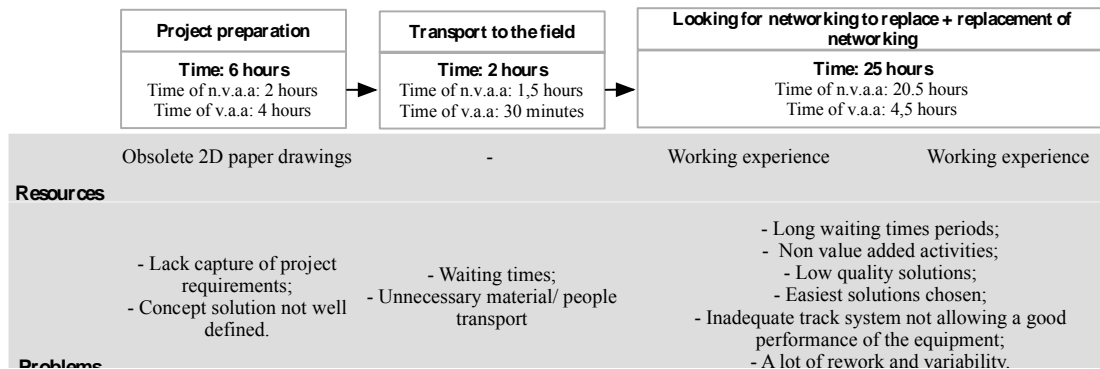 Project preparation
Time: 6 hours
Time of n.v.a.a: 2 hours
Time of v.a.a: 4 hours
Transport to the field
Time: 2 hours
Time of n.v.a.a: 1,5 hours
Time of v.a.a: 30 minutes
Looking for networking to replace + replacement of
networking
Time: 25 hours
Time of n.v.a.a: 20.5 hours
Time of v.a.a: 4,5 hours
Resources
Obsolete 2D paper drawings
-
Working experience
Working experience
Problems
- Lack capture of project
requirements;
- Concept solution not well
defined.
- Waiting times;
- Unnecessary material/ people
transport
- Long waiting times periods;
- Non value added activities;
- Low quality solutions;
- Easiest solutions chosen;
- Inadequate track system not allowing a good
performance of the equipment;
- A lot of rework and variability.